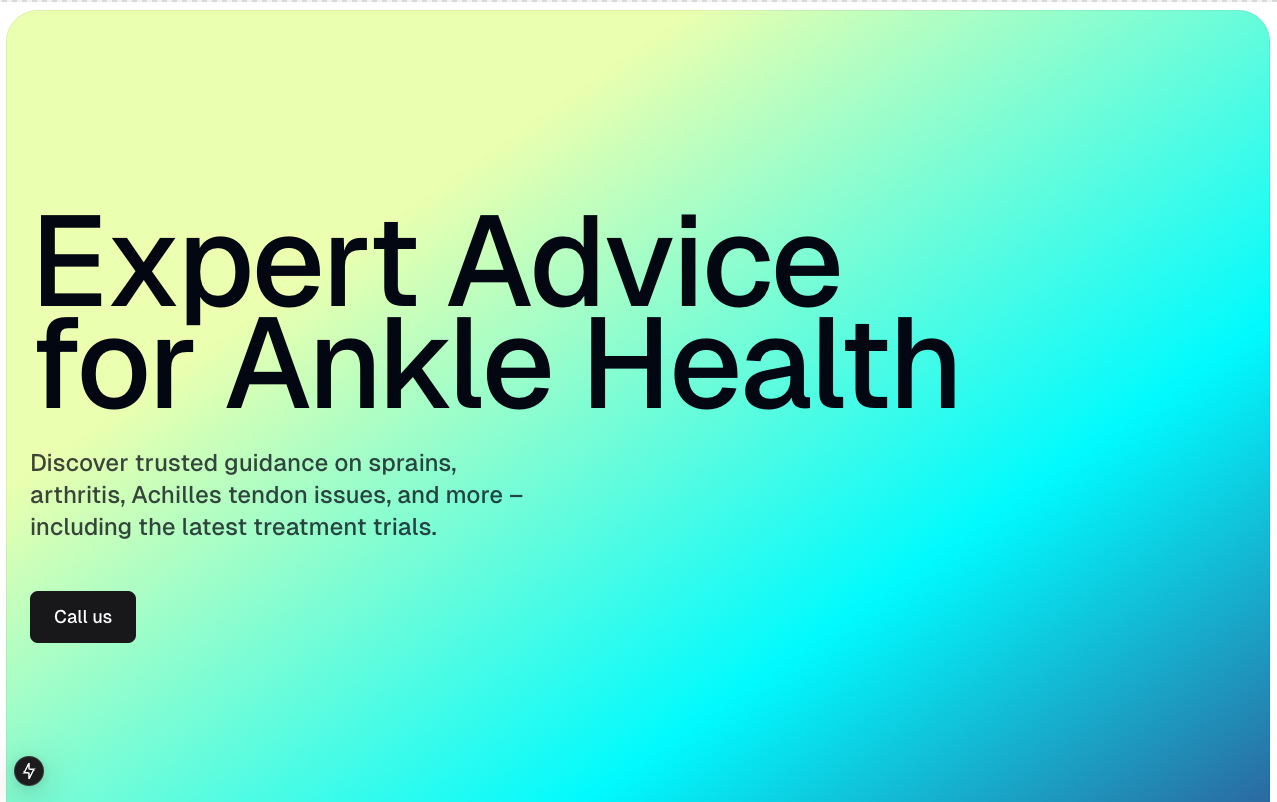 Expert Advice
for Ankle Health
Discover trusted guidance on sprains,
arthritis, Achilles tendon issues, and more –
including the latest treatment trials.
Call us